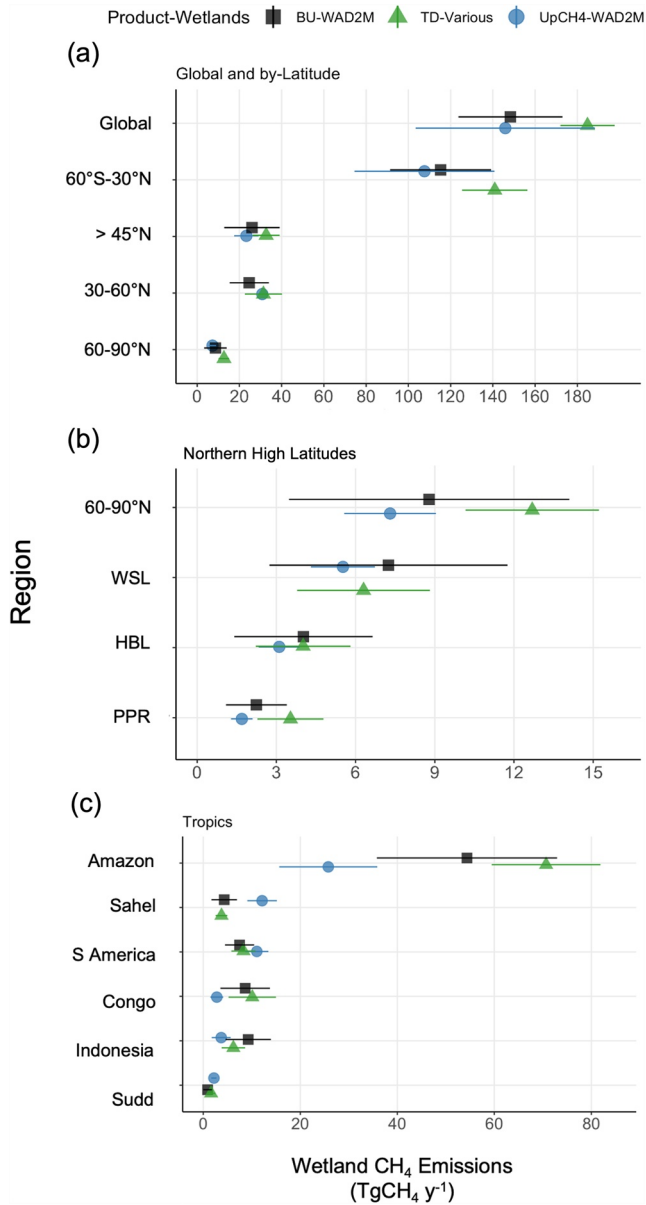 Product-Wetlands BU-WAD2M TD-Various UpCH4-WAD2M
(a)
Global and by-Latitude
Global
60°S-30°N
> 45°N
30-60°N
60-90°N
0 20 40 60 80 100 120 140 160 180
(b)
Northern High Latitudes
60-90°N
WSL
HBL
PPR
0 3 6 9 12 15
Region
(c)
Tropics
Amazon
Sahel
S America
Congo
Indonesia
Sudd
0 20 40 60 80
Wetland CH₄ Emissions
(TgCH₄ y⁻¹)